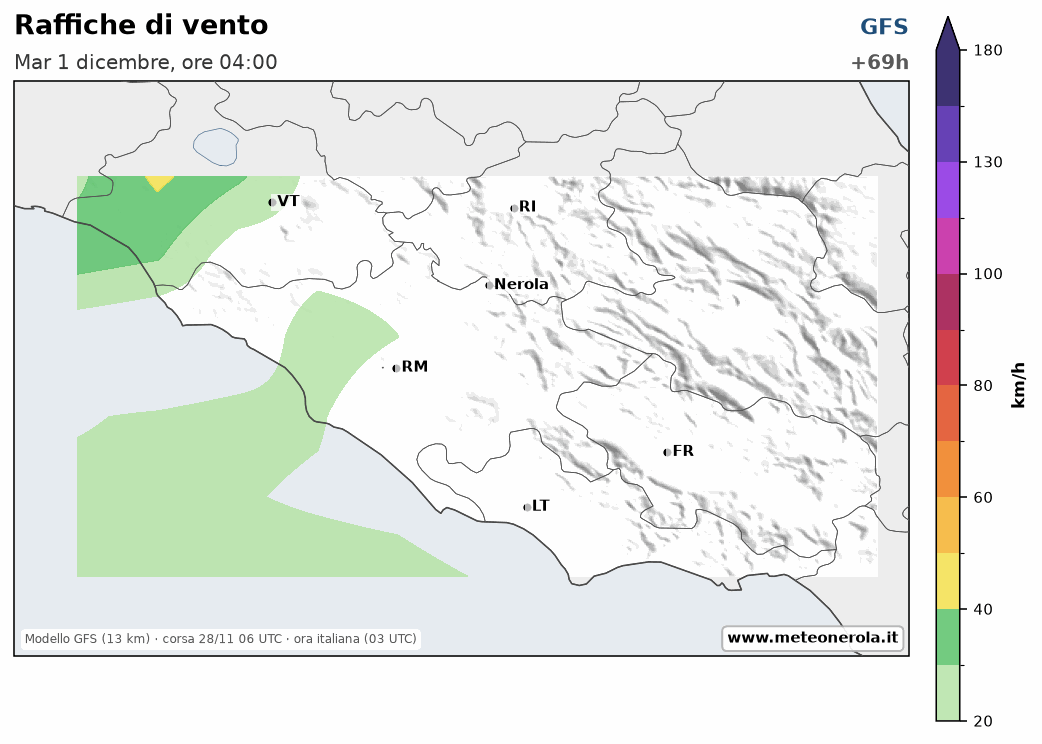 Raffiche di vento
GFS
Mar 1 dicembre, ore 04:00
+69h
180
130
100
80
60
40
20
km/h
VT
RI
Nerola
RM
FR
LT
Modello GFS (13 km) · corsa 28/11 06 UTC · ora italiana (03 UTC)
www.meteonerola.it